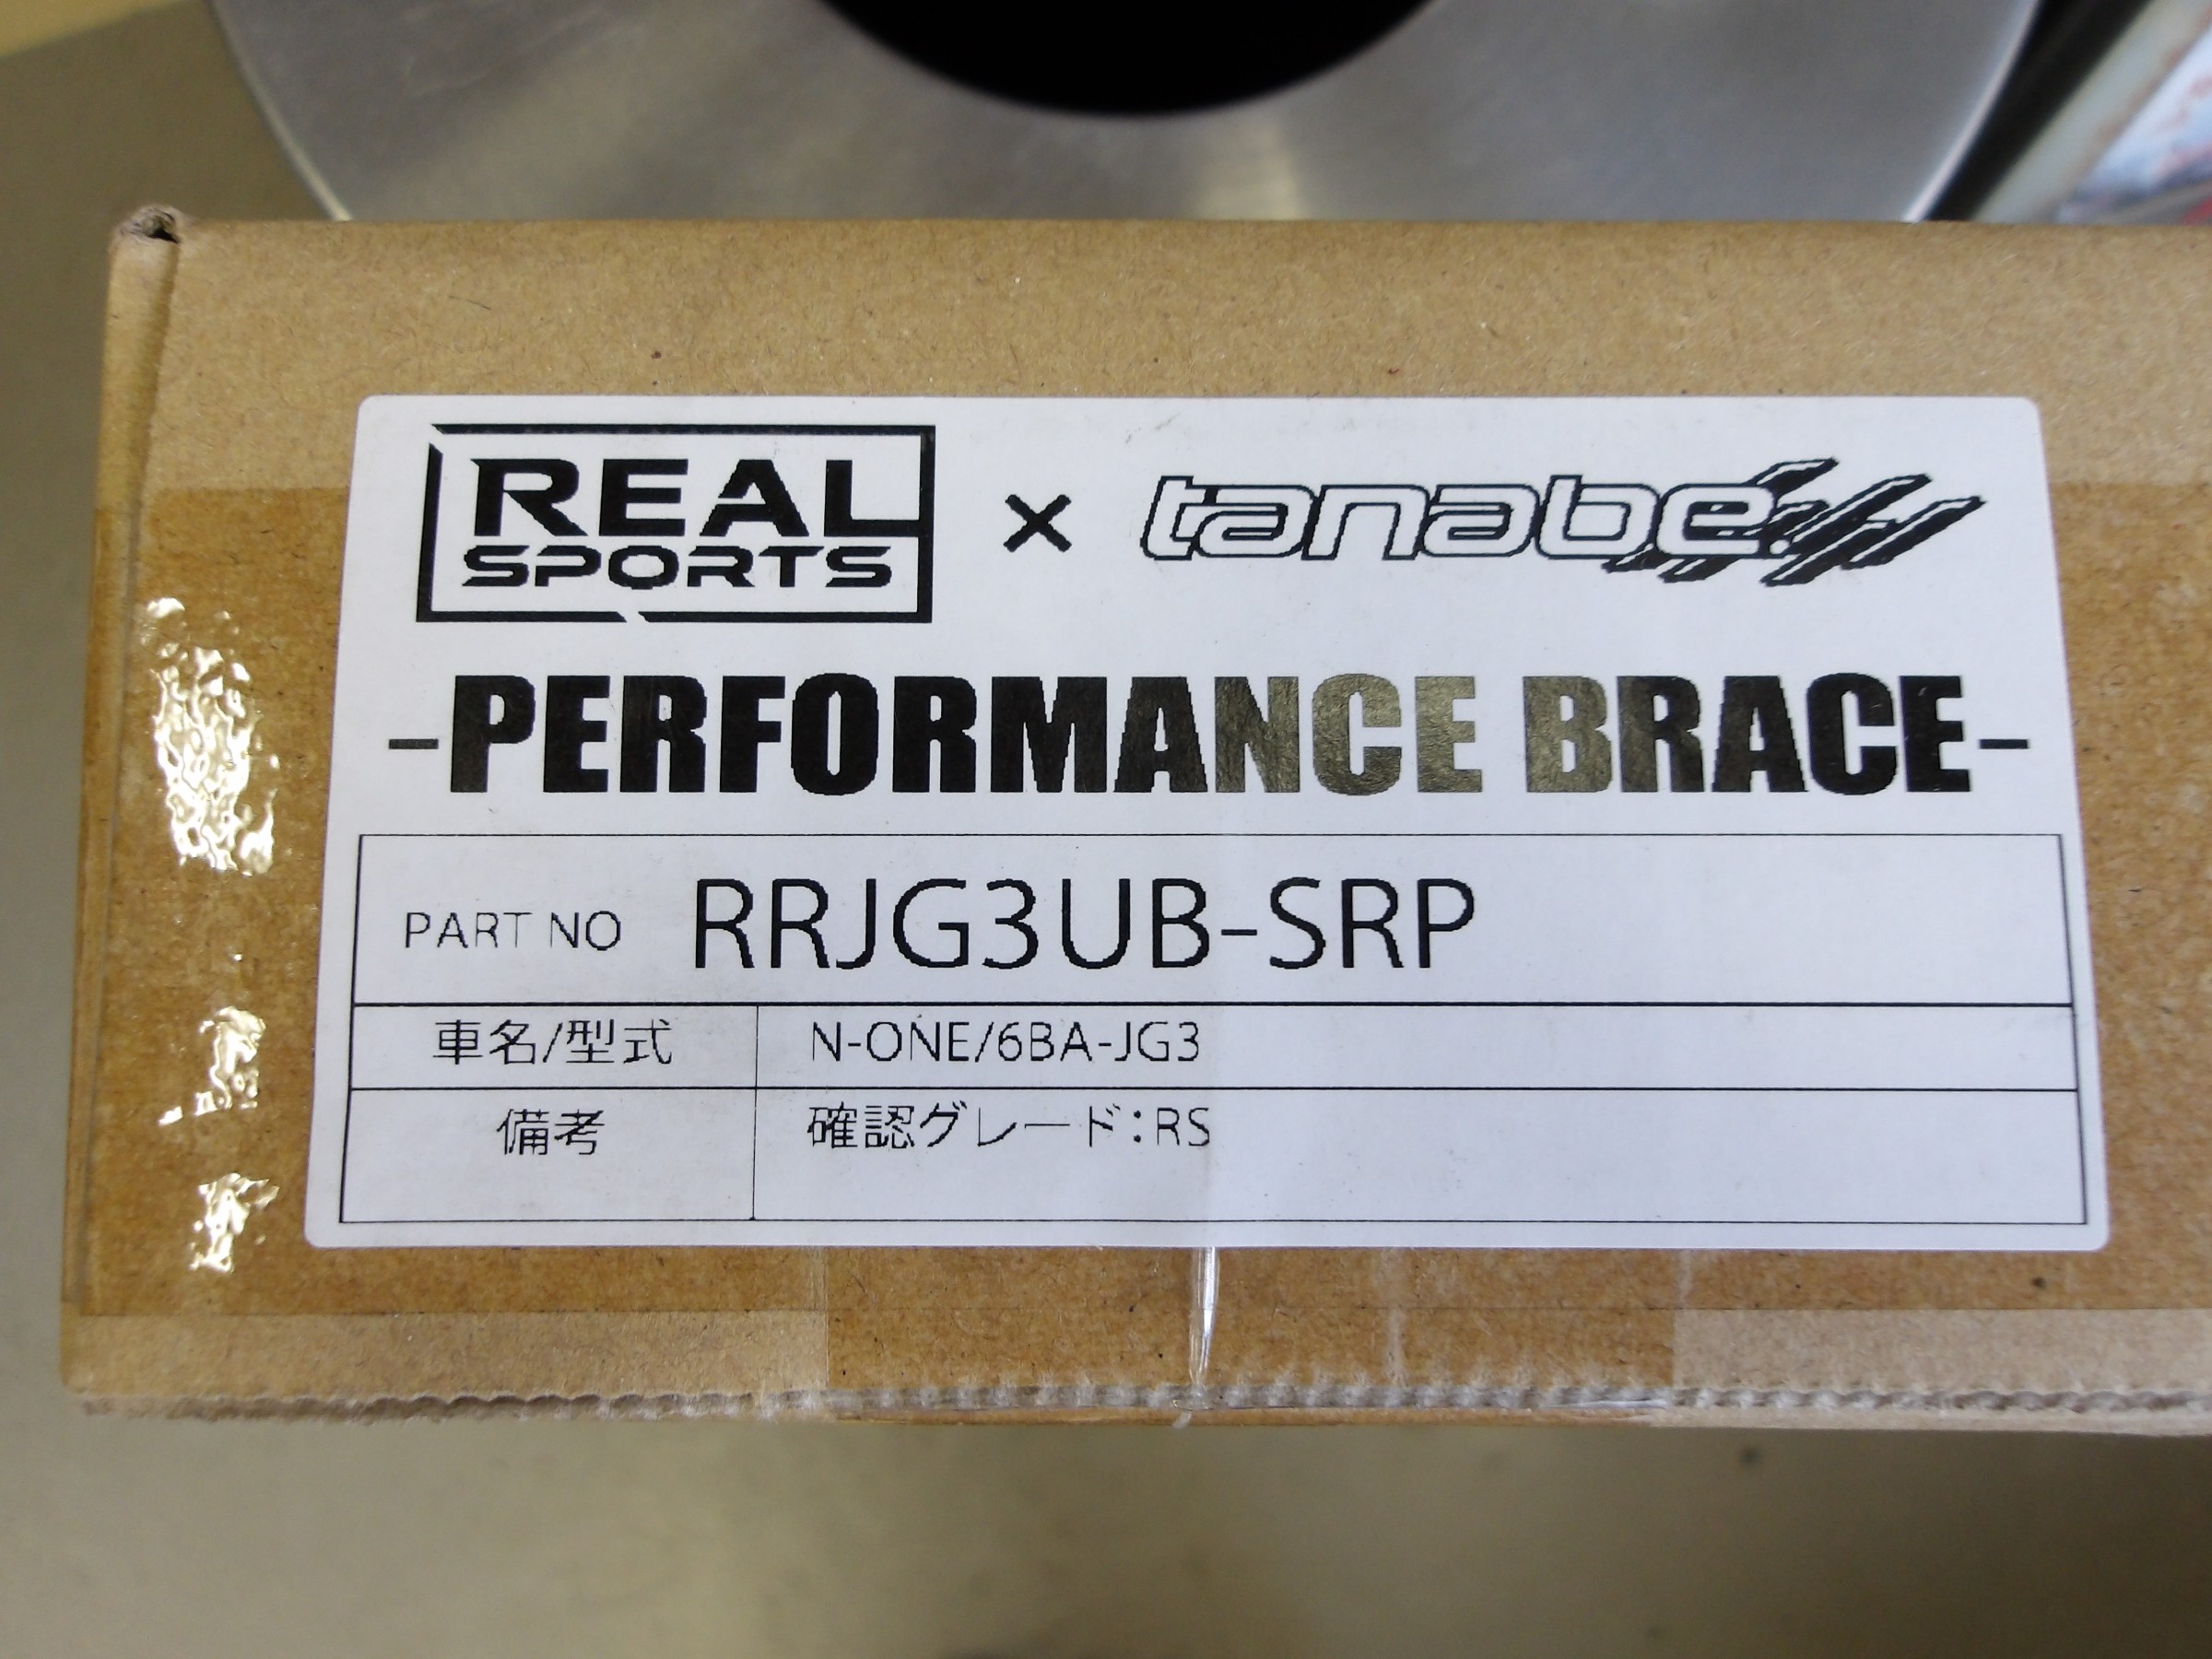 REAL
SPORTS
× tanabe
-PERFORMANCE BRACE-
PART NO RRJG3UB-SRP
車名/型式 N-ONE/6BA-JG3
備考 確認グレード:RS